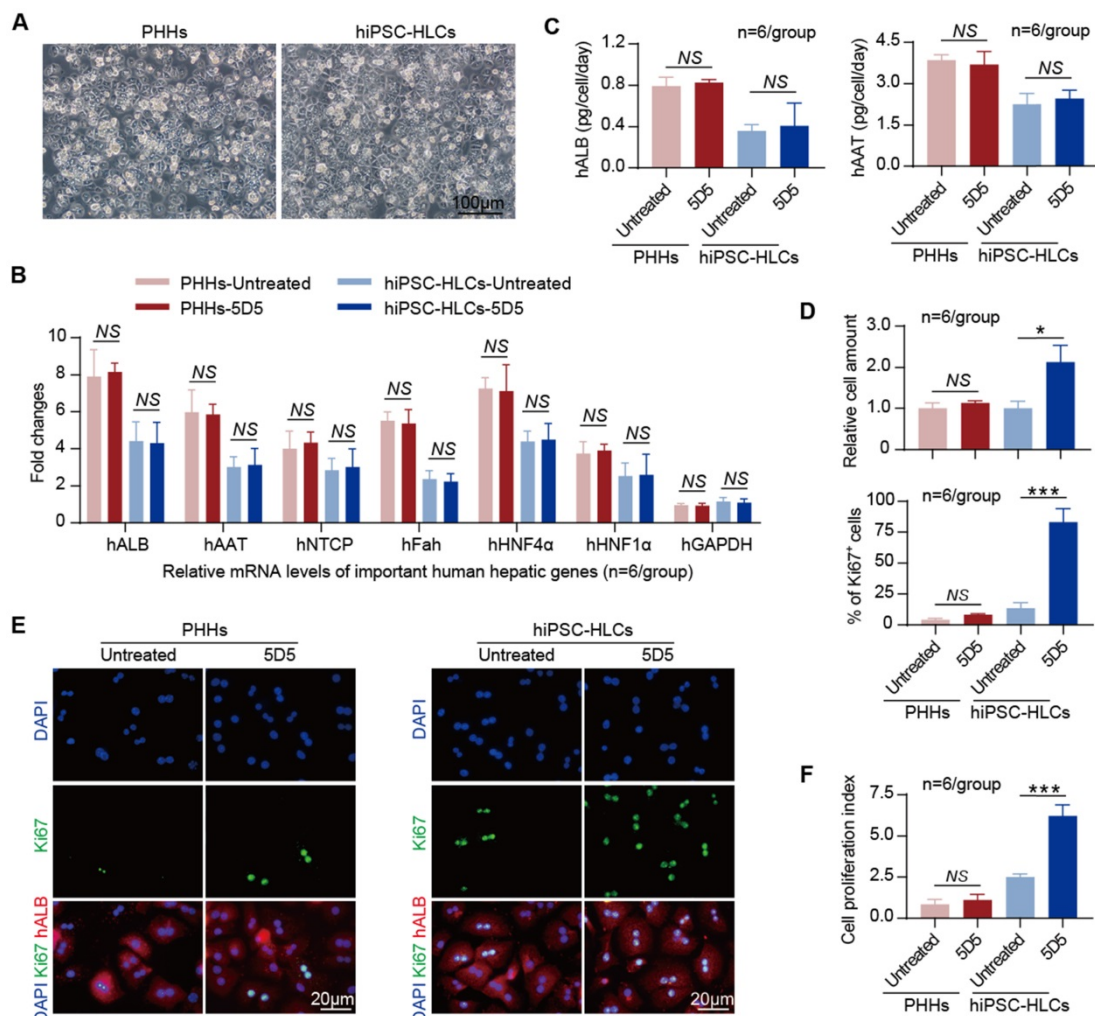 A
PHHs
hiPSC-HLCs
100μm
B
PHHs-Untreated
hiPSC-HLCs-Untreated
PHHs-5D5
hiPSC-HLCs-5D5
Fold changes
10
8
6
4
2
0
NS
NS
NS
NS
NS
NS
NS
NS
NS
NS
NS
NS
NS
NS
hALB
hAAT
hNTCP
hFah
hHNF4α
hHNF1α
hGAPDH
Relative mRNA levels of important human hepatic genes (n=6/group)
C
hALB (pg/cell/day)
1.2
0.8
0.4
0.0
n=6/group
NS
NS
Untreated
5D5
Untreated
5D5
PHHs
hiPSC-HLCs
hAAT (pg/cell/day)
4.5
3.0
1.5
0.0
n=6/group
NS
NS
Untreated
5D5
Untreated
5D5
PHHs
hiPSC-HLCs
D
Relative cell amount
3.0
2.0
1.0
0.0
n=6/group
NS
*
% of Ki67⁺ cells
100
75
50
25
0
n=6/group
NS
***
Untreated
5D5
Untreated
5D5
PHHs
hiPSC-HLCs
E
PHHs
Untreated
5D5
hiPSC-HLCs
Untreated
5D5
DAPI
Ki67
DAPI Ki67 hALB
20μm
DAPI
Ki67
DAPI Ki67 hALB
20μm
F
Cell proliferation index
7.5
5.0
2.5
0.0
n=6/group
NS
***
Untreated
5D5
Untreated
5D5
PHHs
hiPSC-HLCs